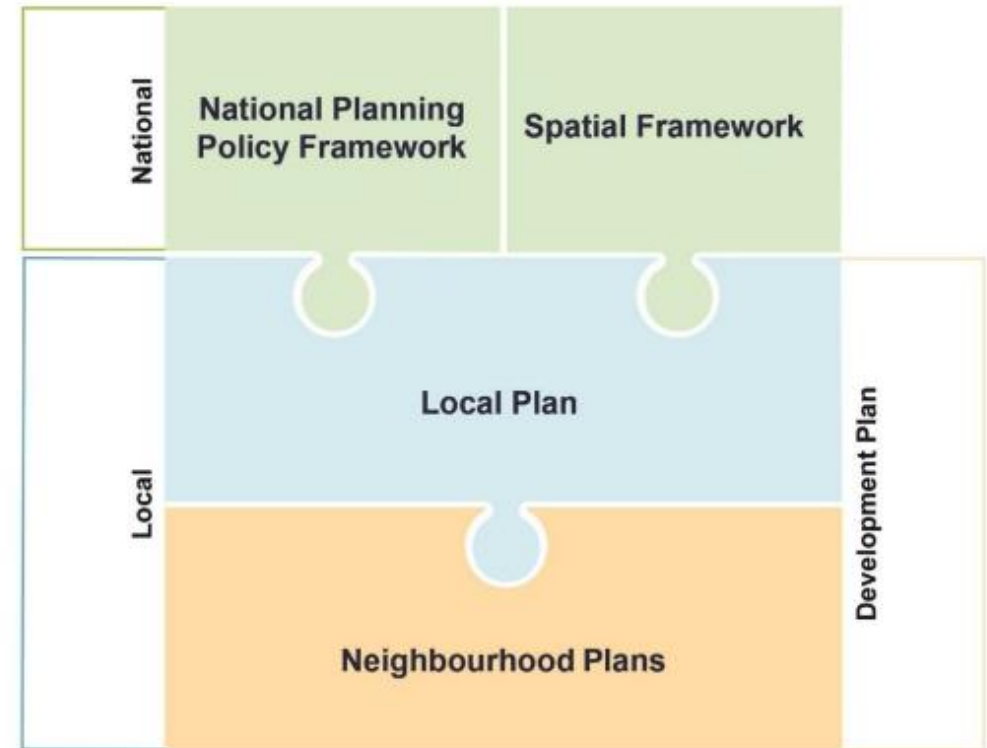 National
National Planning
Policy Framework
Spatial Framework
Local
Local Plan
Development Plan
Neighbourhood Plans